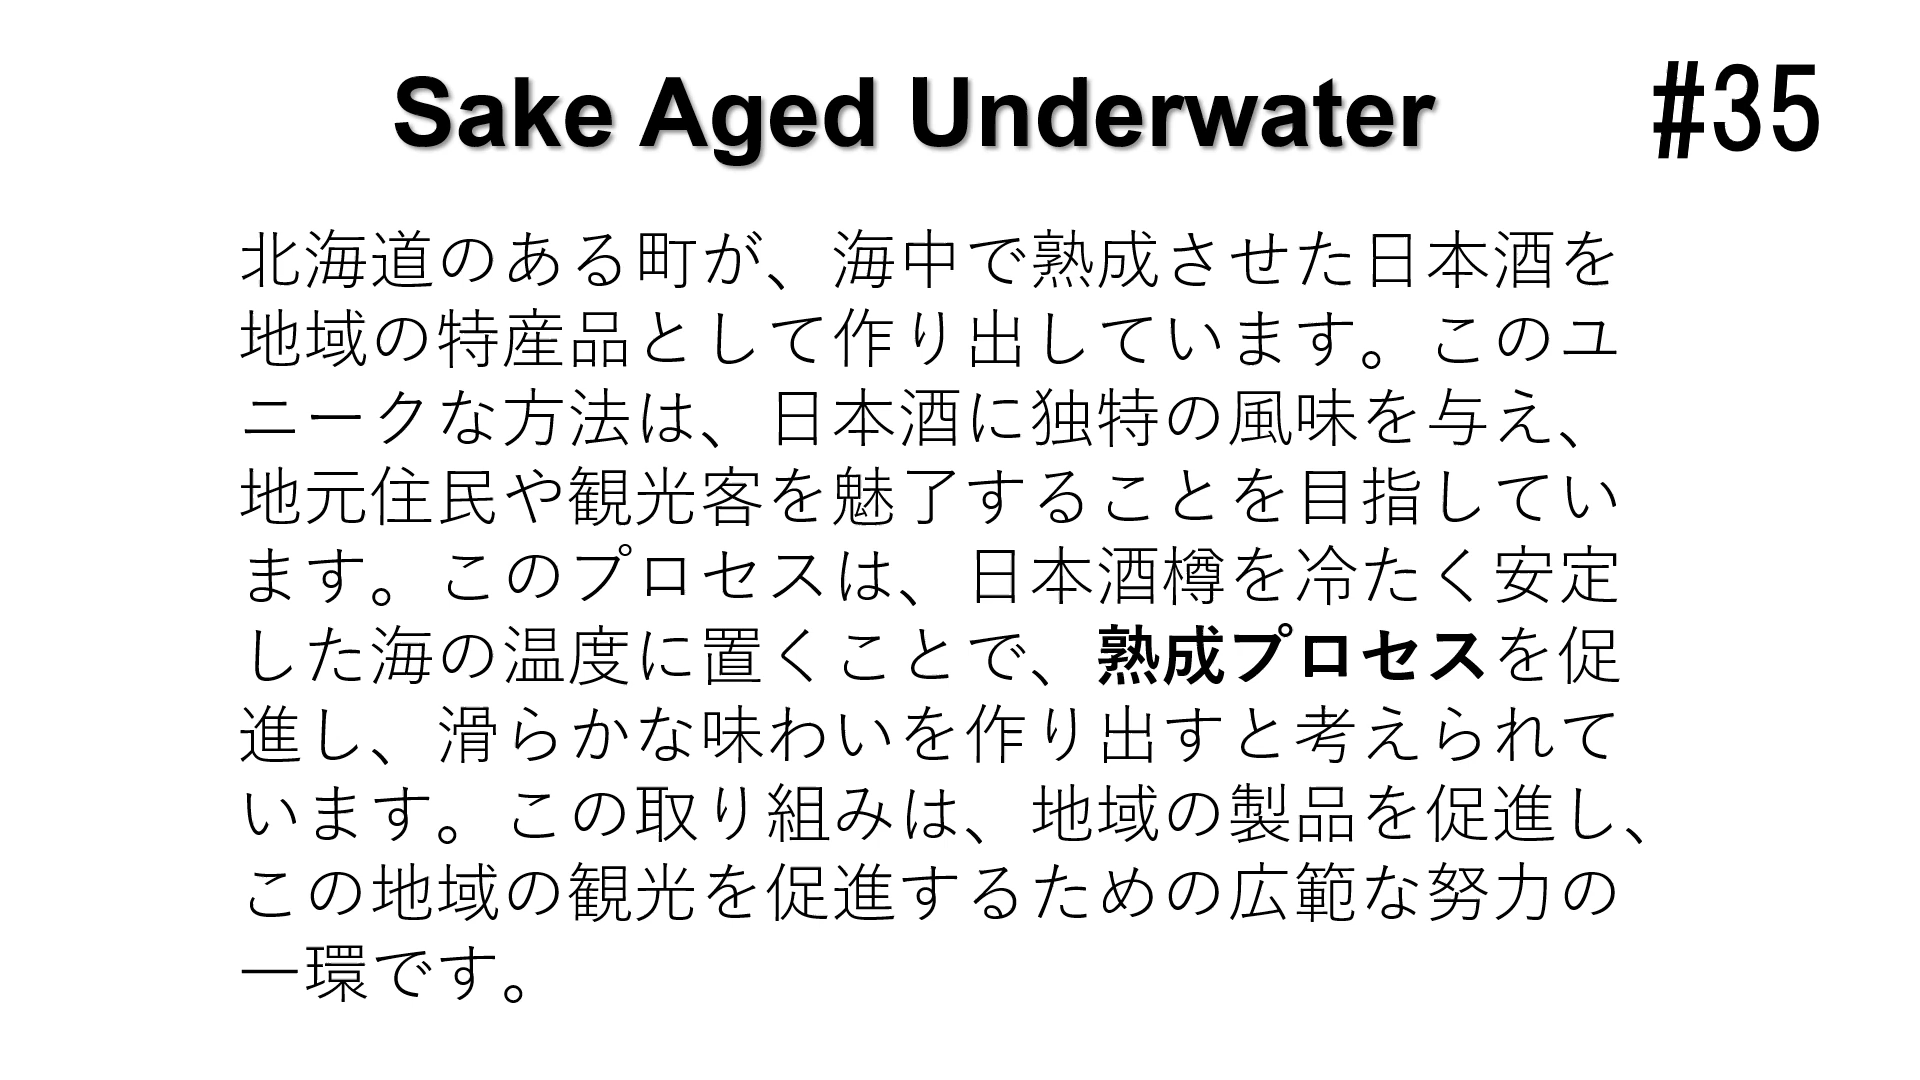 Sake Aged Underwater
#35
北海道のある町が、海中で熟成させた日本酒を
地域の特産品として作り出しています。このユ
ニークな方法は、日本酒に独特の風味を与え、
地元住民や観光客を魅了することを目指してい
ます。このプロセスは、日本酒樽を冷たく安定
した海の温度に置くことで、熟成プロセスを促
進し、滑らかな味わいを作り出すと考えられて
います。この取り組みは、地域の製品を促進し、
この地域の観光を促進するための広範な努力の
一環です。